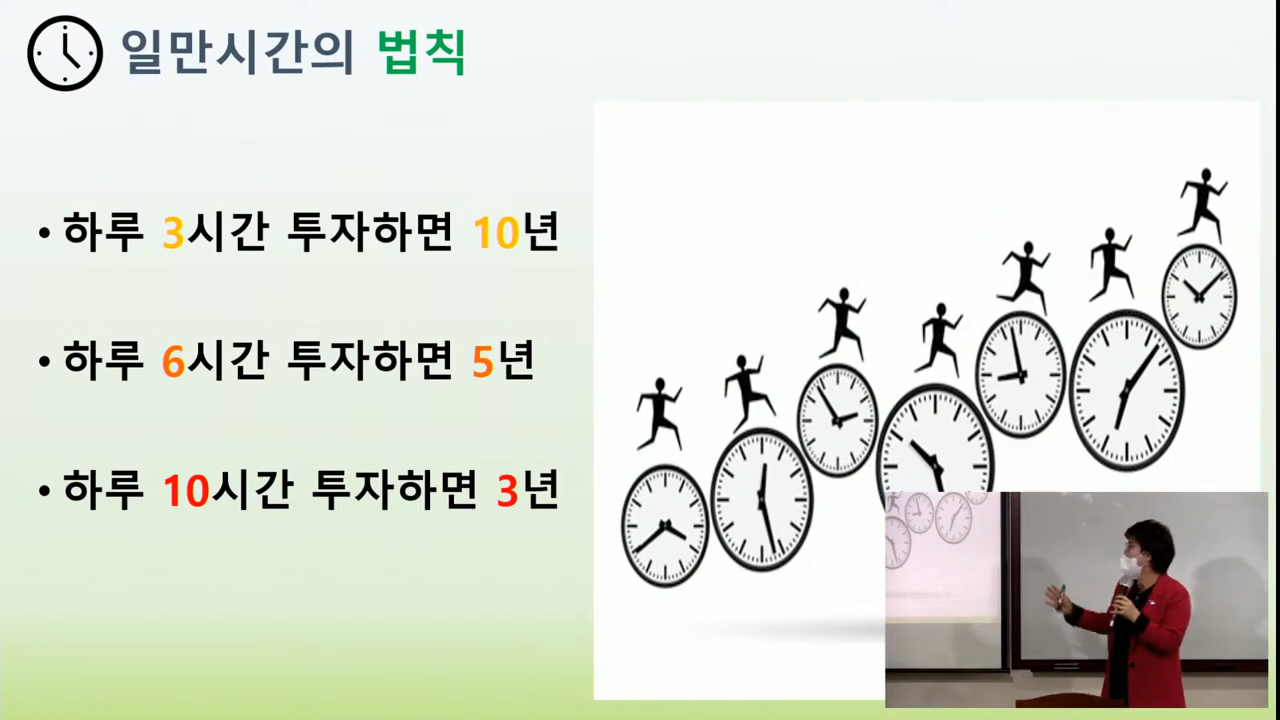 일만시간의 법칙
• 하루 3시간 투자하면 10년
• 하루 6시간 투자하면 5년
• 하루 10시간 투자하면 3년